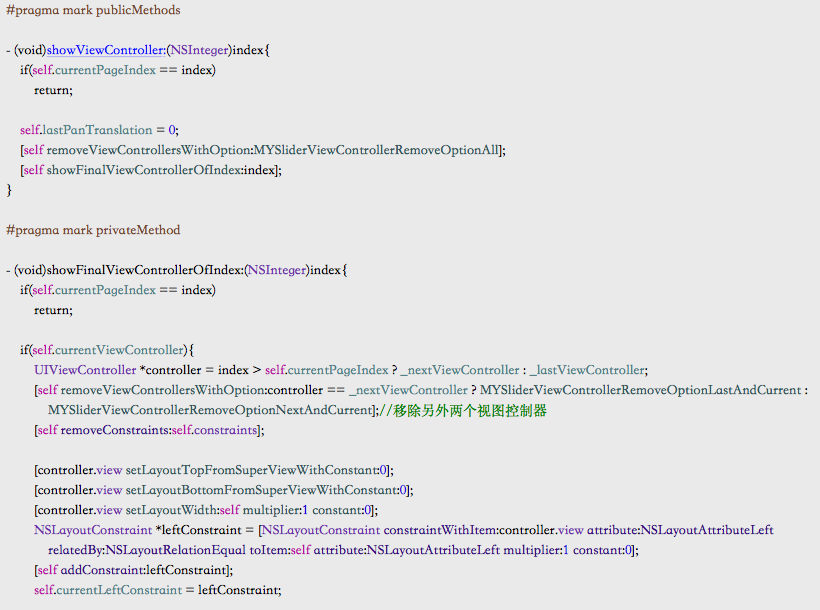 #pragma mark publicMethods
- (void)showViewController:(NSInteger)index{
if(self.currentPageIndex == index)
return;
self.lastPanTranslation = 0;
[self removeViewControllersWithOption:MYSliderViewControllerRemoveOptionAll];
[self showFinalViewControllerOfIndex:index];
}
#pragma mark privateMethod
- (void)showFinalViewControllerOfIndex:(NSInteger)index{
if(self.currentPageIndex == index)
return;
if(self.currentViewController){
UIViewController *controller = index > self.currentPageIndex ? _nextViewController : _lastViewController;
[self removeViewControllersWithOption:controller == _nextViewController ? MYSliderViewControllerRemoveOptionLastAndCurrent :
MYSliderViewControllerRemoveOptionNextAndCurrent];//移除另外两个视图控制器
[self removeConstraints:self.constraints];
[controller.view setLayoutTopFromSuperViewWithConstant:0];
[controller.view setLayoutBottomFromSuperViewWithConstant:0];
[controller.view setLayoutWidth:self multiplier:1 constant:0];
NSLayoutConstraint *leftConstraint = [NSLayoutConstraint constraintWithItem:controller.view attribute:NSLayoutAttributeLeft
relatedBy:NSLayoutRelationEqual toItem:self attribute:NSLayoutAttributeLeft multiplier:1 constant:0];
[self addConstraint:leftConstraint];
self.currentLeftConstraint = leftConstraint;